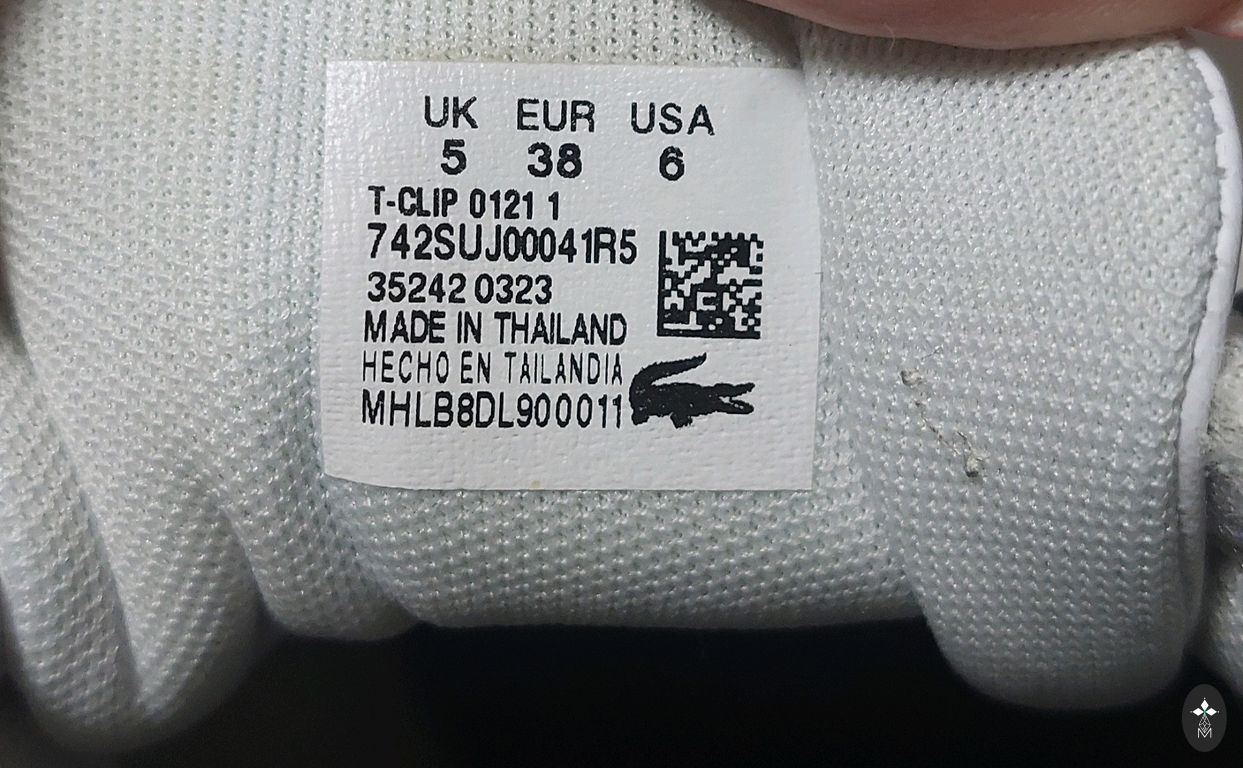 UK EUR USA
5 38 6
T-CLIP 0121 1
742SUJ00041R5
35242 0323
MADE IN THAILAND
HECHO EN TAILANDIA
MHLB8DL900011
M